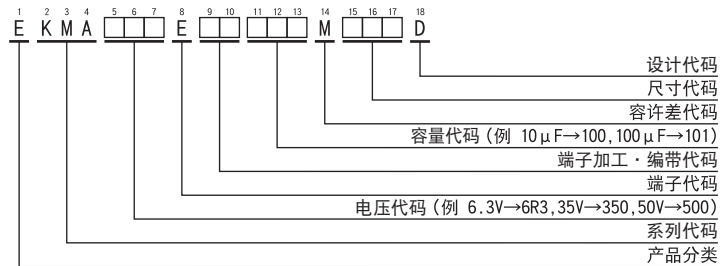 1 2 3 4 5 6 7 8 9 10 11 12 13 14 15 16 17 18
E K M A □□□ E □□ □□□ M □□□ D
设计代码
尺寸代码
容许差代码
容量代码(例 10μF→100,100μF→101)
端子加工・编带代码
端子代码
电压代码(例 6.3V→6R3,35V→350,50V→500)
系列代码
产品分类